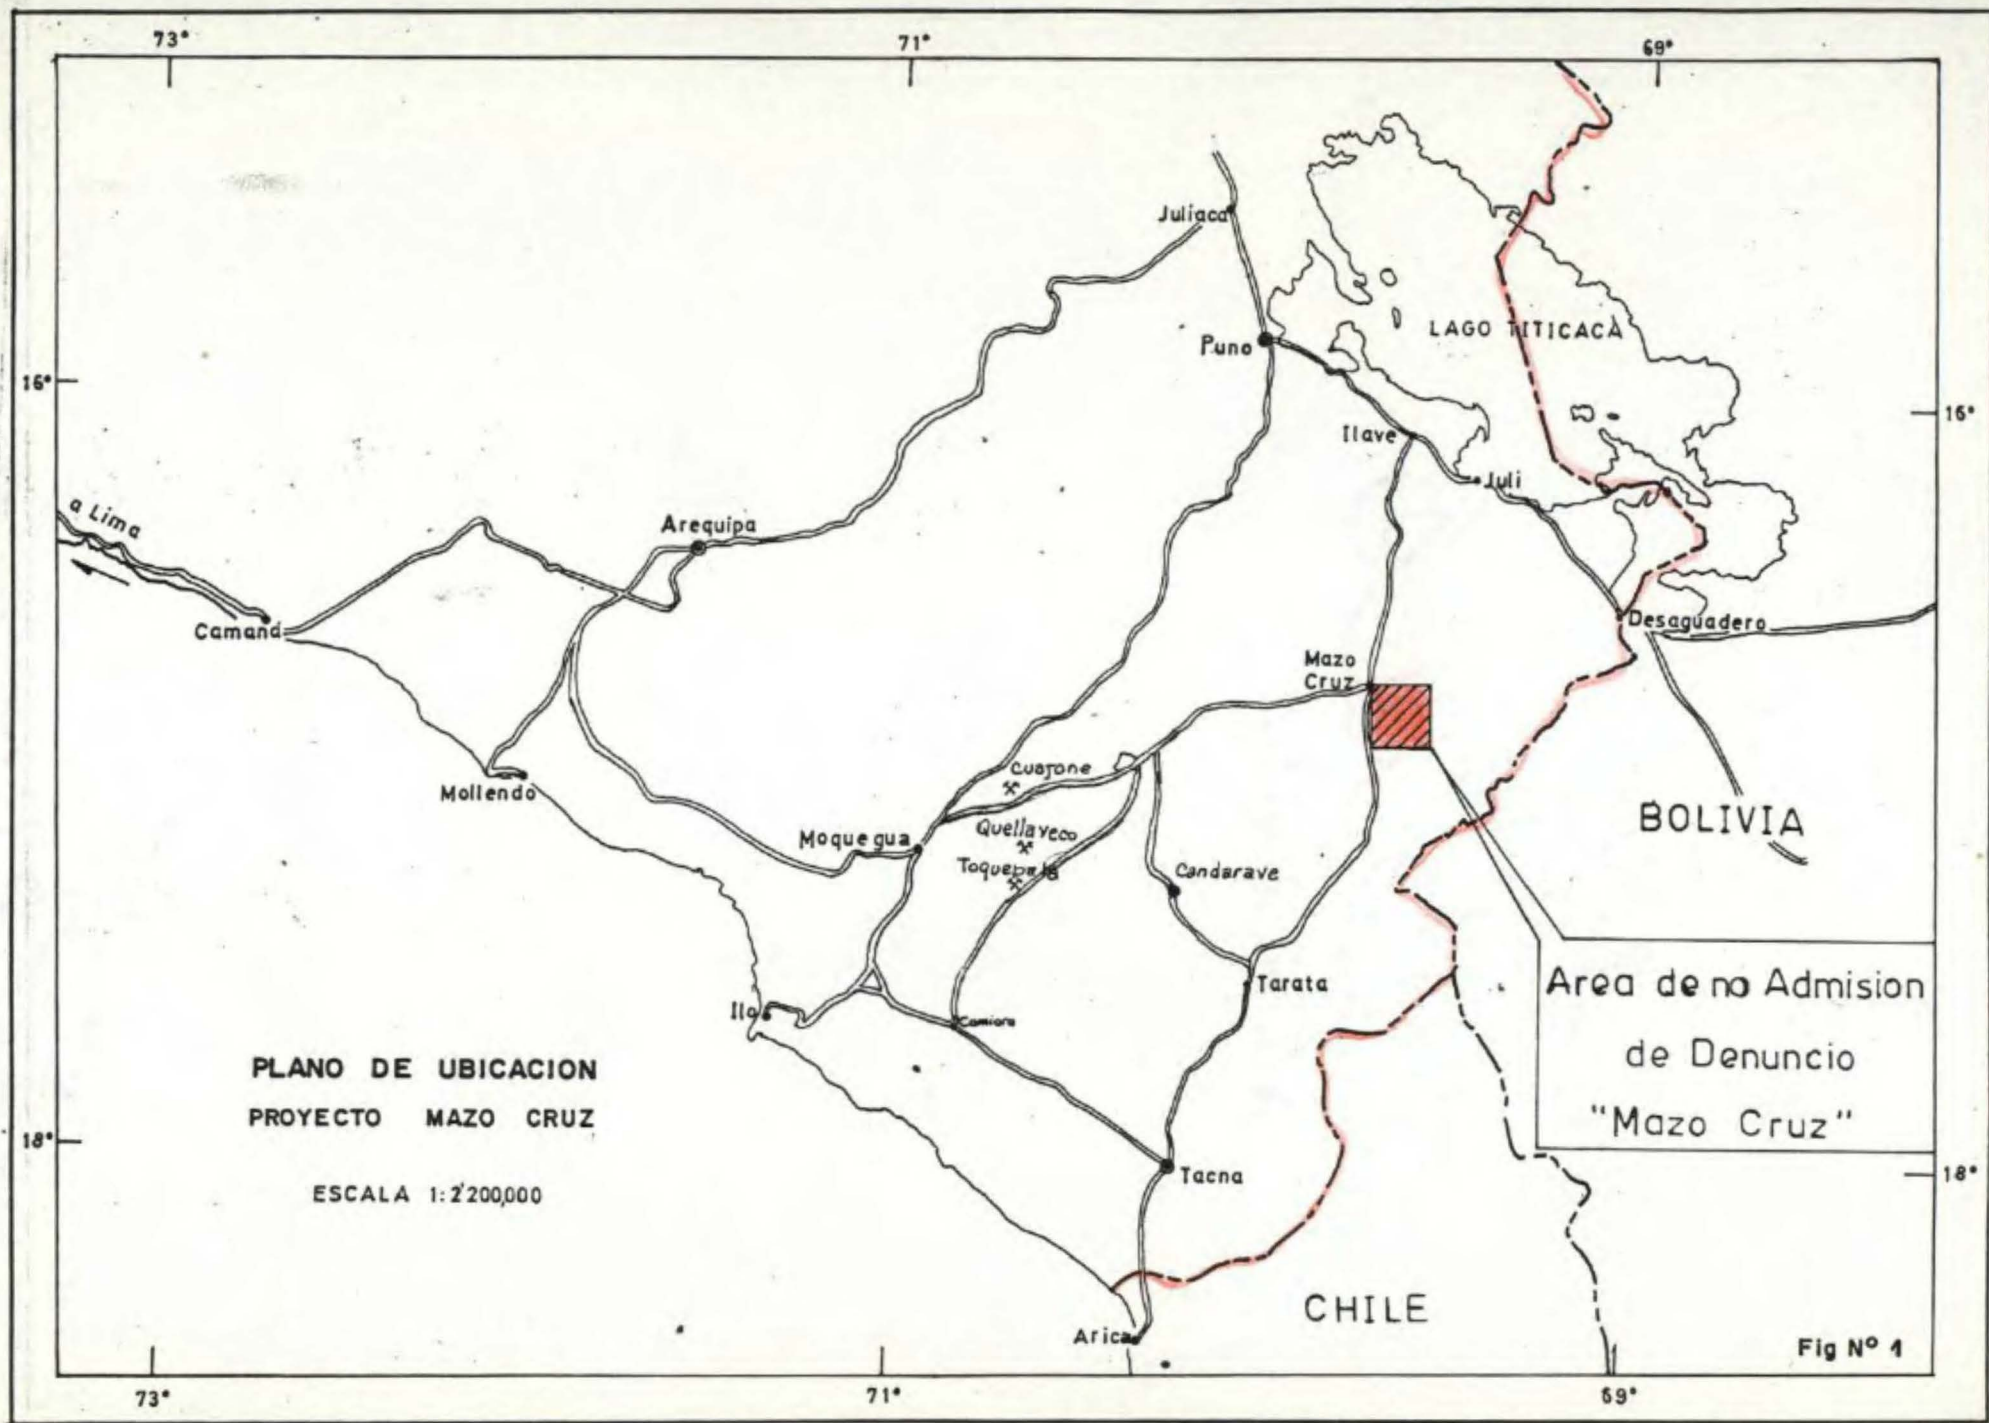 73°
71°
69°
Juliaca
LAGO TITICACA
Puno
16°
16°
Ilave
Juli
a Lima
Arequipa
Camaná
Desaguadero
Mazo
Cruz
Cuajone
Mollendo
BOLIVIA
Quellaveco
Moquegua
Toquepala
Candarave
Tarata
Area de no Admision
de Denuncio
"Mazo Cruz"
Ilo
Camiara
PLANO DE UBICACION
PROYECTO MAZO CRUZ
18°
18°
Tacna
ESCALA 1:2'200,000
CHILE
Arica
Fig Nº 1
73°
71°
69°